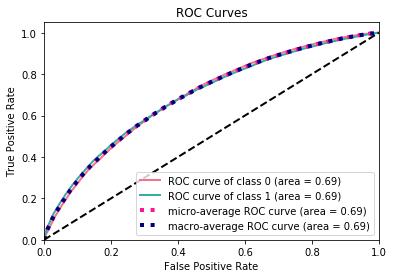 ROC Curves
True Positive Rate
1.0
0.8
0.6
0.4
0.2
0.0
ROC curve of class 0 (area = 0.69)
ROC curve of class 1 (area = 0.69)
micro-average ROC curve (area = 0.69)
macro-average ROC curve (area = 0.69)
0.0 0.2 0.4 0.6 0.8 1.0
False Positive Rate